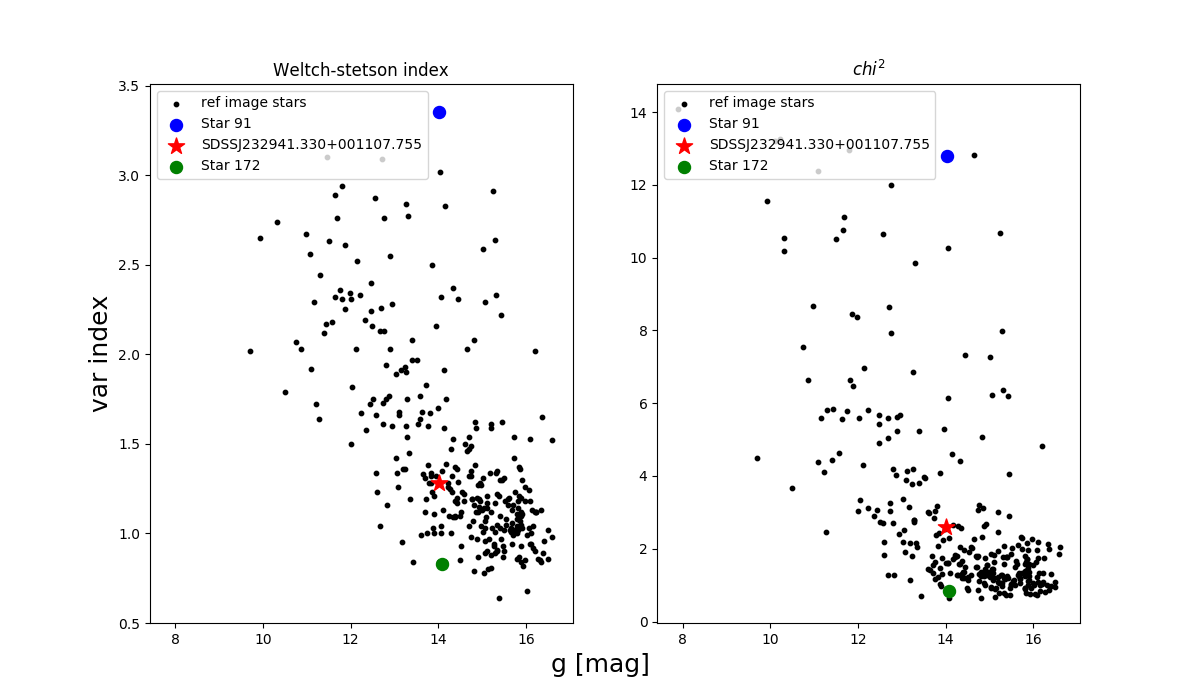 Weltch-stetson index
chi²
ref image stars
Star 91
SDSSJ232941.330+001107.755
Star 172
ref image stars
Star 91
SDSSJ232941.330+001107.755
Star 172
var index
3.5
3.0
2.5
2.0
1.5
1.0
0.5
8 10 12 14 16
14
12
10
8
6
4
2
0
8 10 12 14 16
g [mag]